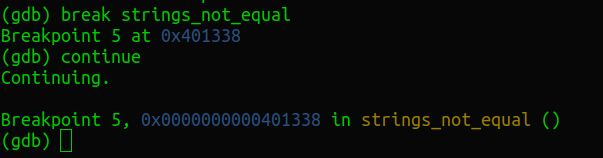 (gdb) break strings_not_equal
Breakpoint 5 at 0x401338
(gdb) continue
Continuing.
Breakpoint 5, 0x0000000000401338 in strings_not_equal ()
(gdb)